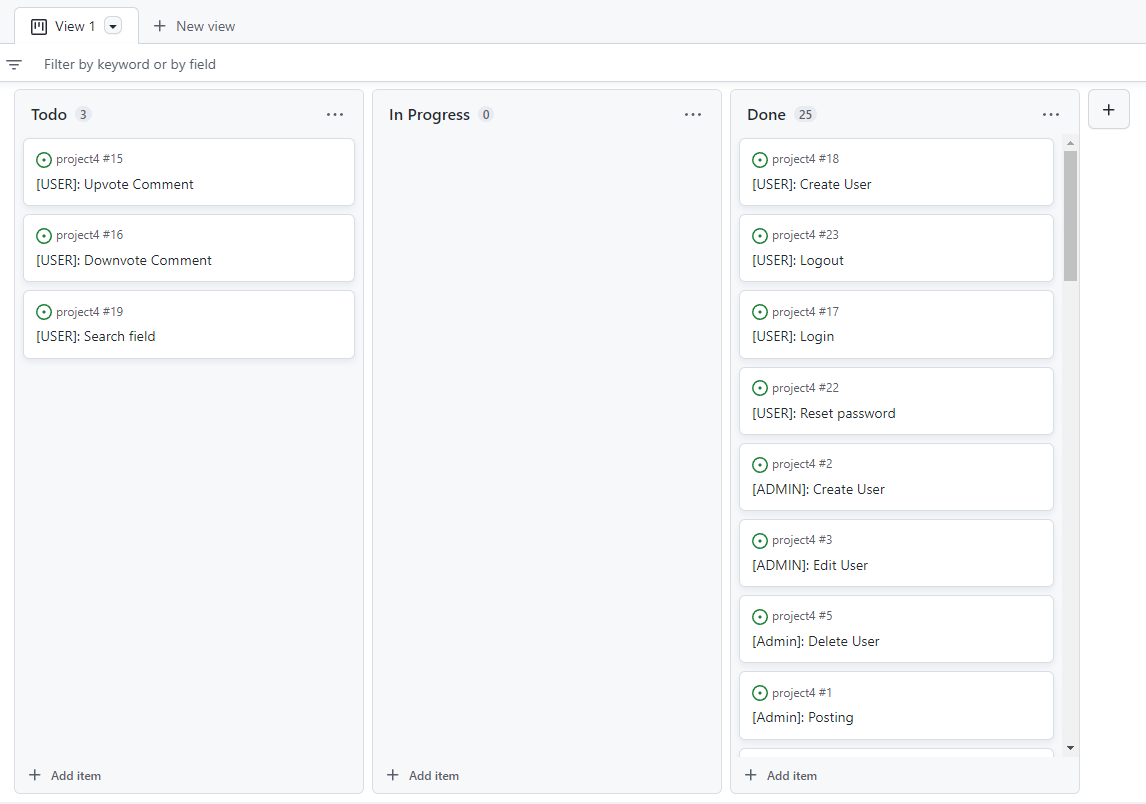 View 1
New view
Filter by keyword or by field
Todo 3
project4 #15
[USER]: Upvote Comment
project4 #16
[USER]: Downvote Comment
project4 #19
[USER]: Search field
Add item
In Progress 0
Add item
Done 25
project4 #18
[USER]: Create User
project4 #23
[USER]: Logout
project4 #17
[USER]: Login
project4 #22
[USER]: Reset password
project4 #2
[ADMIN]: Create User
project4 #3
[ADMIN]: Edit User
project4 #5
[Admin]: Delete User
project4 #1
[Admin]: Posting
Add item